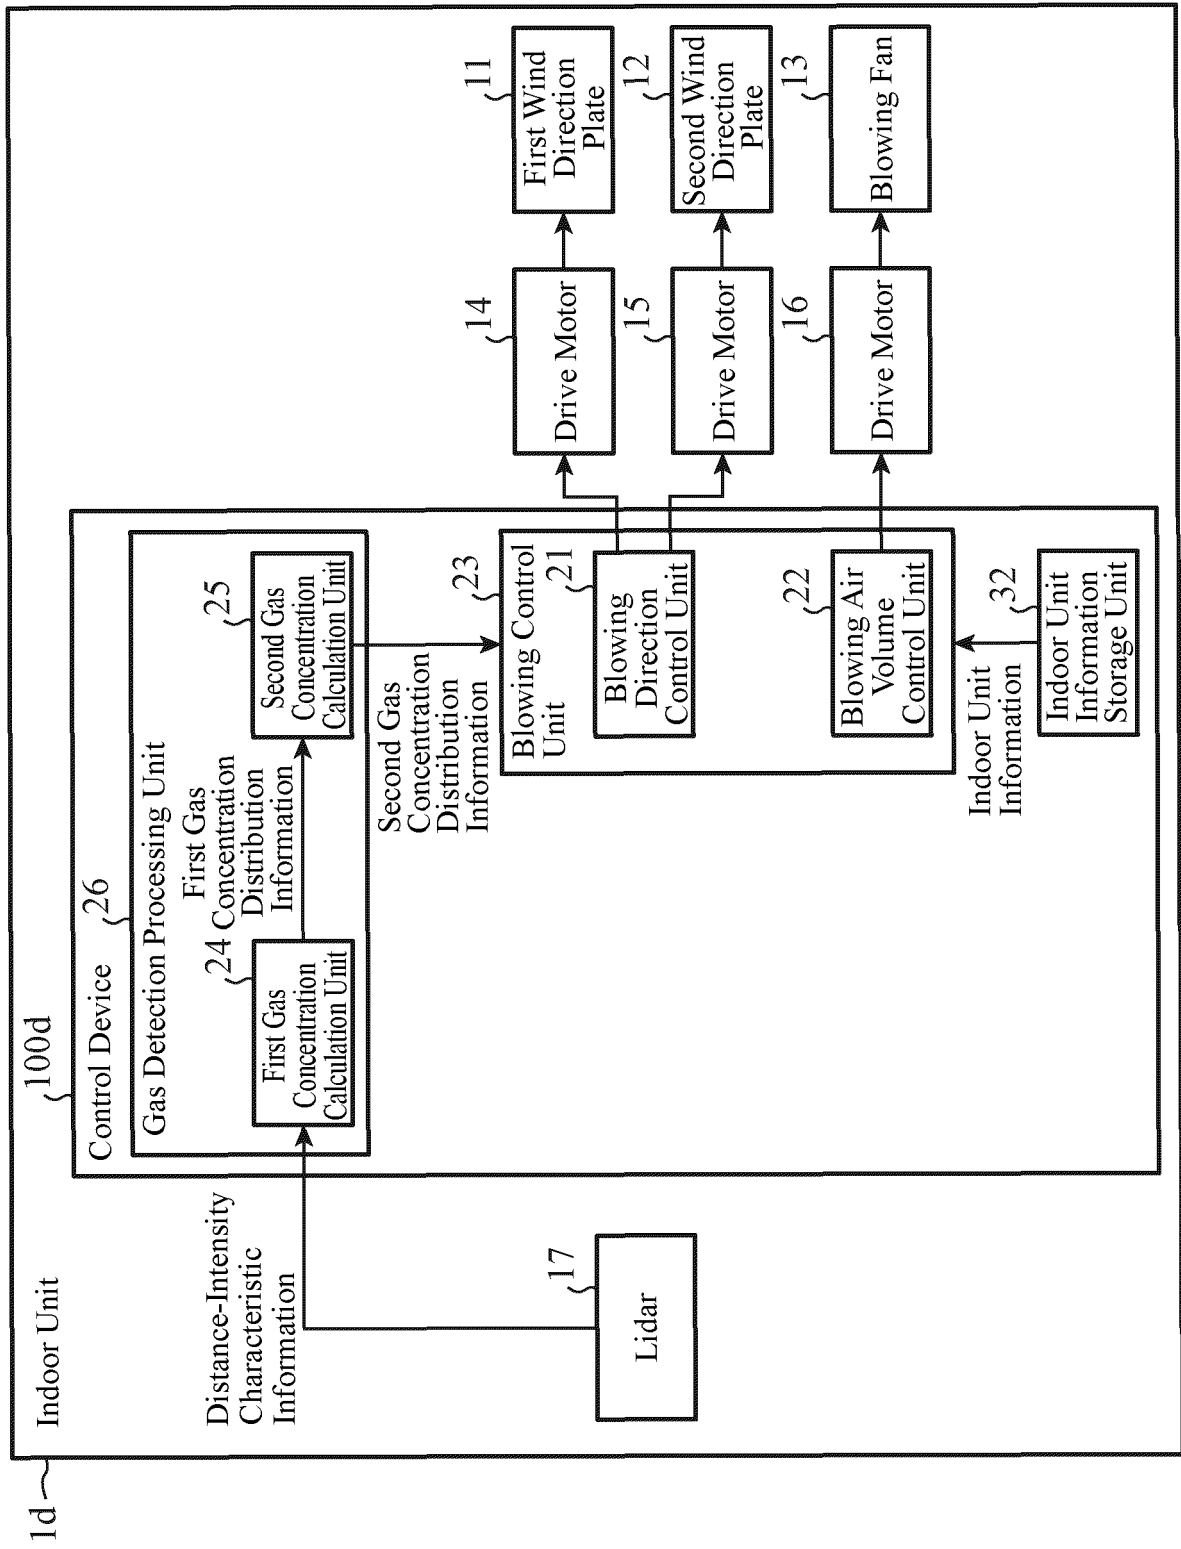 1d
Indoor Unit
100d
Control Device
26
Gas Detection Processing Unit
Distance-Intensity
Characteristic
Information
24
First Gas
Concentration
Calculation Unit
First Gas
Concentration
Distribution
Information
25
Second Gas
Concentration
Calculation Unit
17
Lidar
Second Gas
Concentration
Distribution
Information
23
Blowing Control
Unit
21
Blowing
Direction
Control Unit
22
Blowing Air
Volume
Control Unit
Indoor Unit
Information
32
Indoor Unit
Information
Storage Unit
14
Drive Motor
11
First Wind
Direction
Plate
15
Drive Motor
12
Second Wind
Direction
Plate
16
Drive Motor
13
Blowing Fan